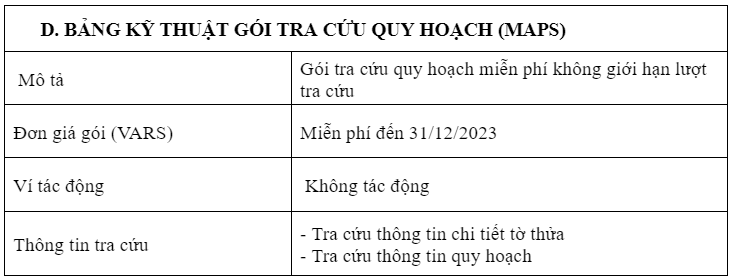 D. BẢNG KỸ THUẬT GÓI TRA CỨU QUY HOẠCH (MAPS)
Mô tả
Gói tra cứu quy hoạch miễn phí không giới hạn lượt
tra cứu
Đơn giá gói (VARS)
Miễn phí đến 31/12/2023
Ví tác động
Không tác động
Thông tin tra cứu
- Tra cứu thông tin chi tiết tờ thửa
- Tra cứu thông tin quy hoạch